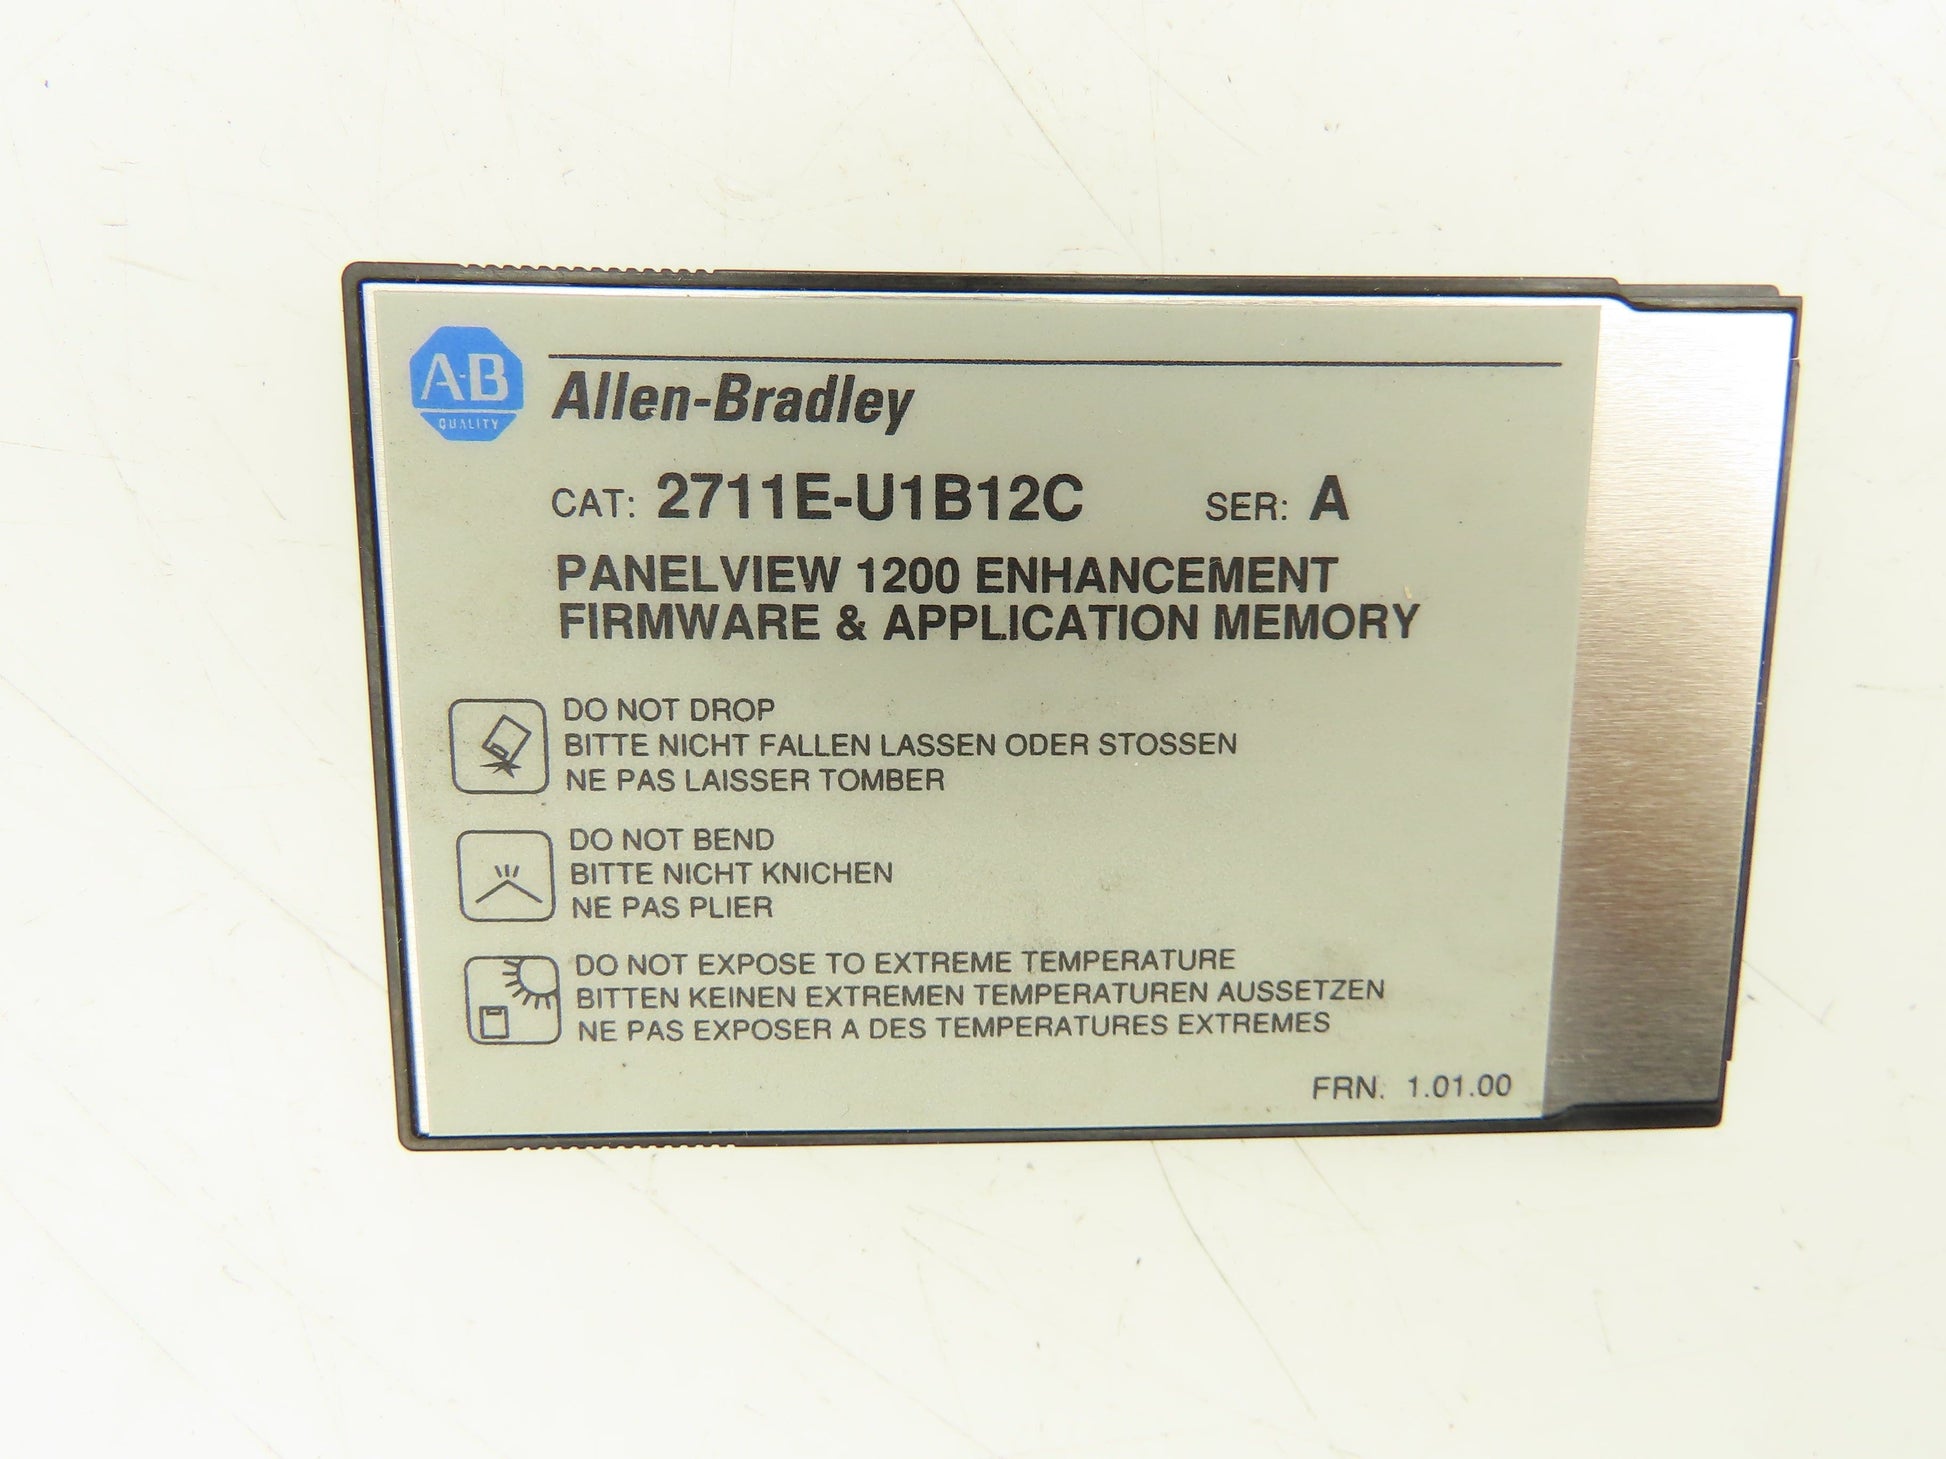 A-B
QUALITY
Allen-Bradley
CAT: 2711E-U1B12C SER: A
PANELVIEW 1200 ENHANCEMENT
FIRMWARE & APPLICATION MEMORY
DO NOT DROP
BITTE NICHT FALLEN LASSEN ODER STOSSEN
NE PAS LAISSER TOMBER
DO NOT BEND
BITTE NICHT KNICHEN
NE PAS PLIER
DO NOT EXPOSE TO EXTREME TEMPERATURE
BITTEN KEINEN EXTREMEN TEMPERATUREN AUSSETZEN
NE PAS EXPOSER A DES TEMPERATURES EXTREMES
FRN. 1.01.00